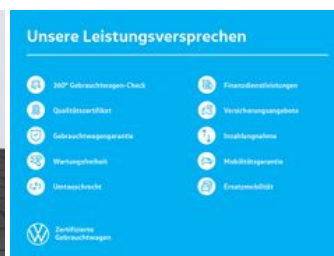 Unsere Leistungsversprechen
360° Gebrauchtwagen-Check
Qualitätszertifikat
Gebrauchtwagengarantie
Wartungsfreiheit
Umtauschrecht
Finanzdienstleistungen
Versicherungsangebote
Inzahlungnahme
Mobilitätsgarantie
Ersatzmobilität
Zertifizierte
Gebrauchtwagen